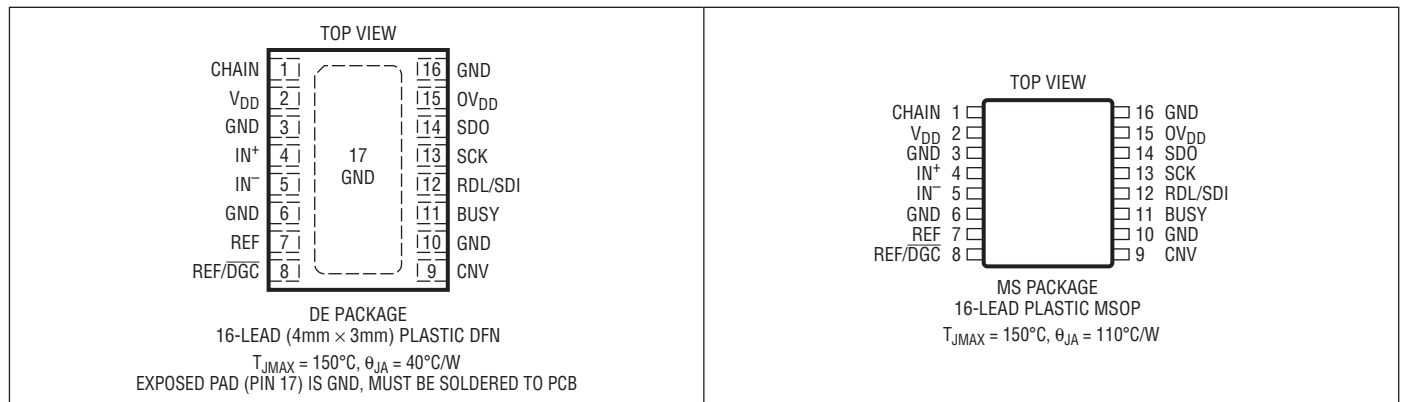 TOP VIEW
CHAIN 1 16 GND
VDD 2 15 OVDD
GND 3 14 SDO
IN+ 4 17 13 SCK
IN– 5 GND 12 RDL/SDI
GND 6 11 BUSY
REF 7 10 GND
REF/DGC 8 9 CNV
DE PACKAGE
16-LEAD (4mm × 3mm) PLASTIC DFN
TJMAX = 150°C, θJA = 40°C/W
EXPOSED PAD (PIN 17) IS GND, MUST BE SOLDERED TO PCB
TOP VIEW
CHAIN 1 16 GND
VDD 2 15 OVDD
GND 3 14 SDO
IN+ 4 13 SCK
IN– 5 12 RDL/SDI
GND 6 11 BUSY
REF 7 10 GND
REF/DGC 8 9 CNV
MS PACKAGE
16-LEAD PLASTIC MSOP
TJMAX = 150°C, θJA = 110°C/W